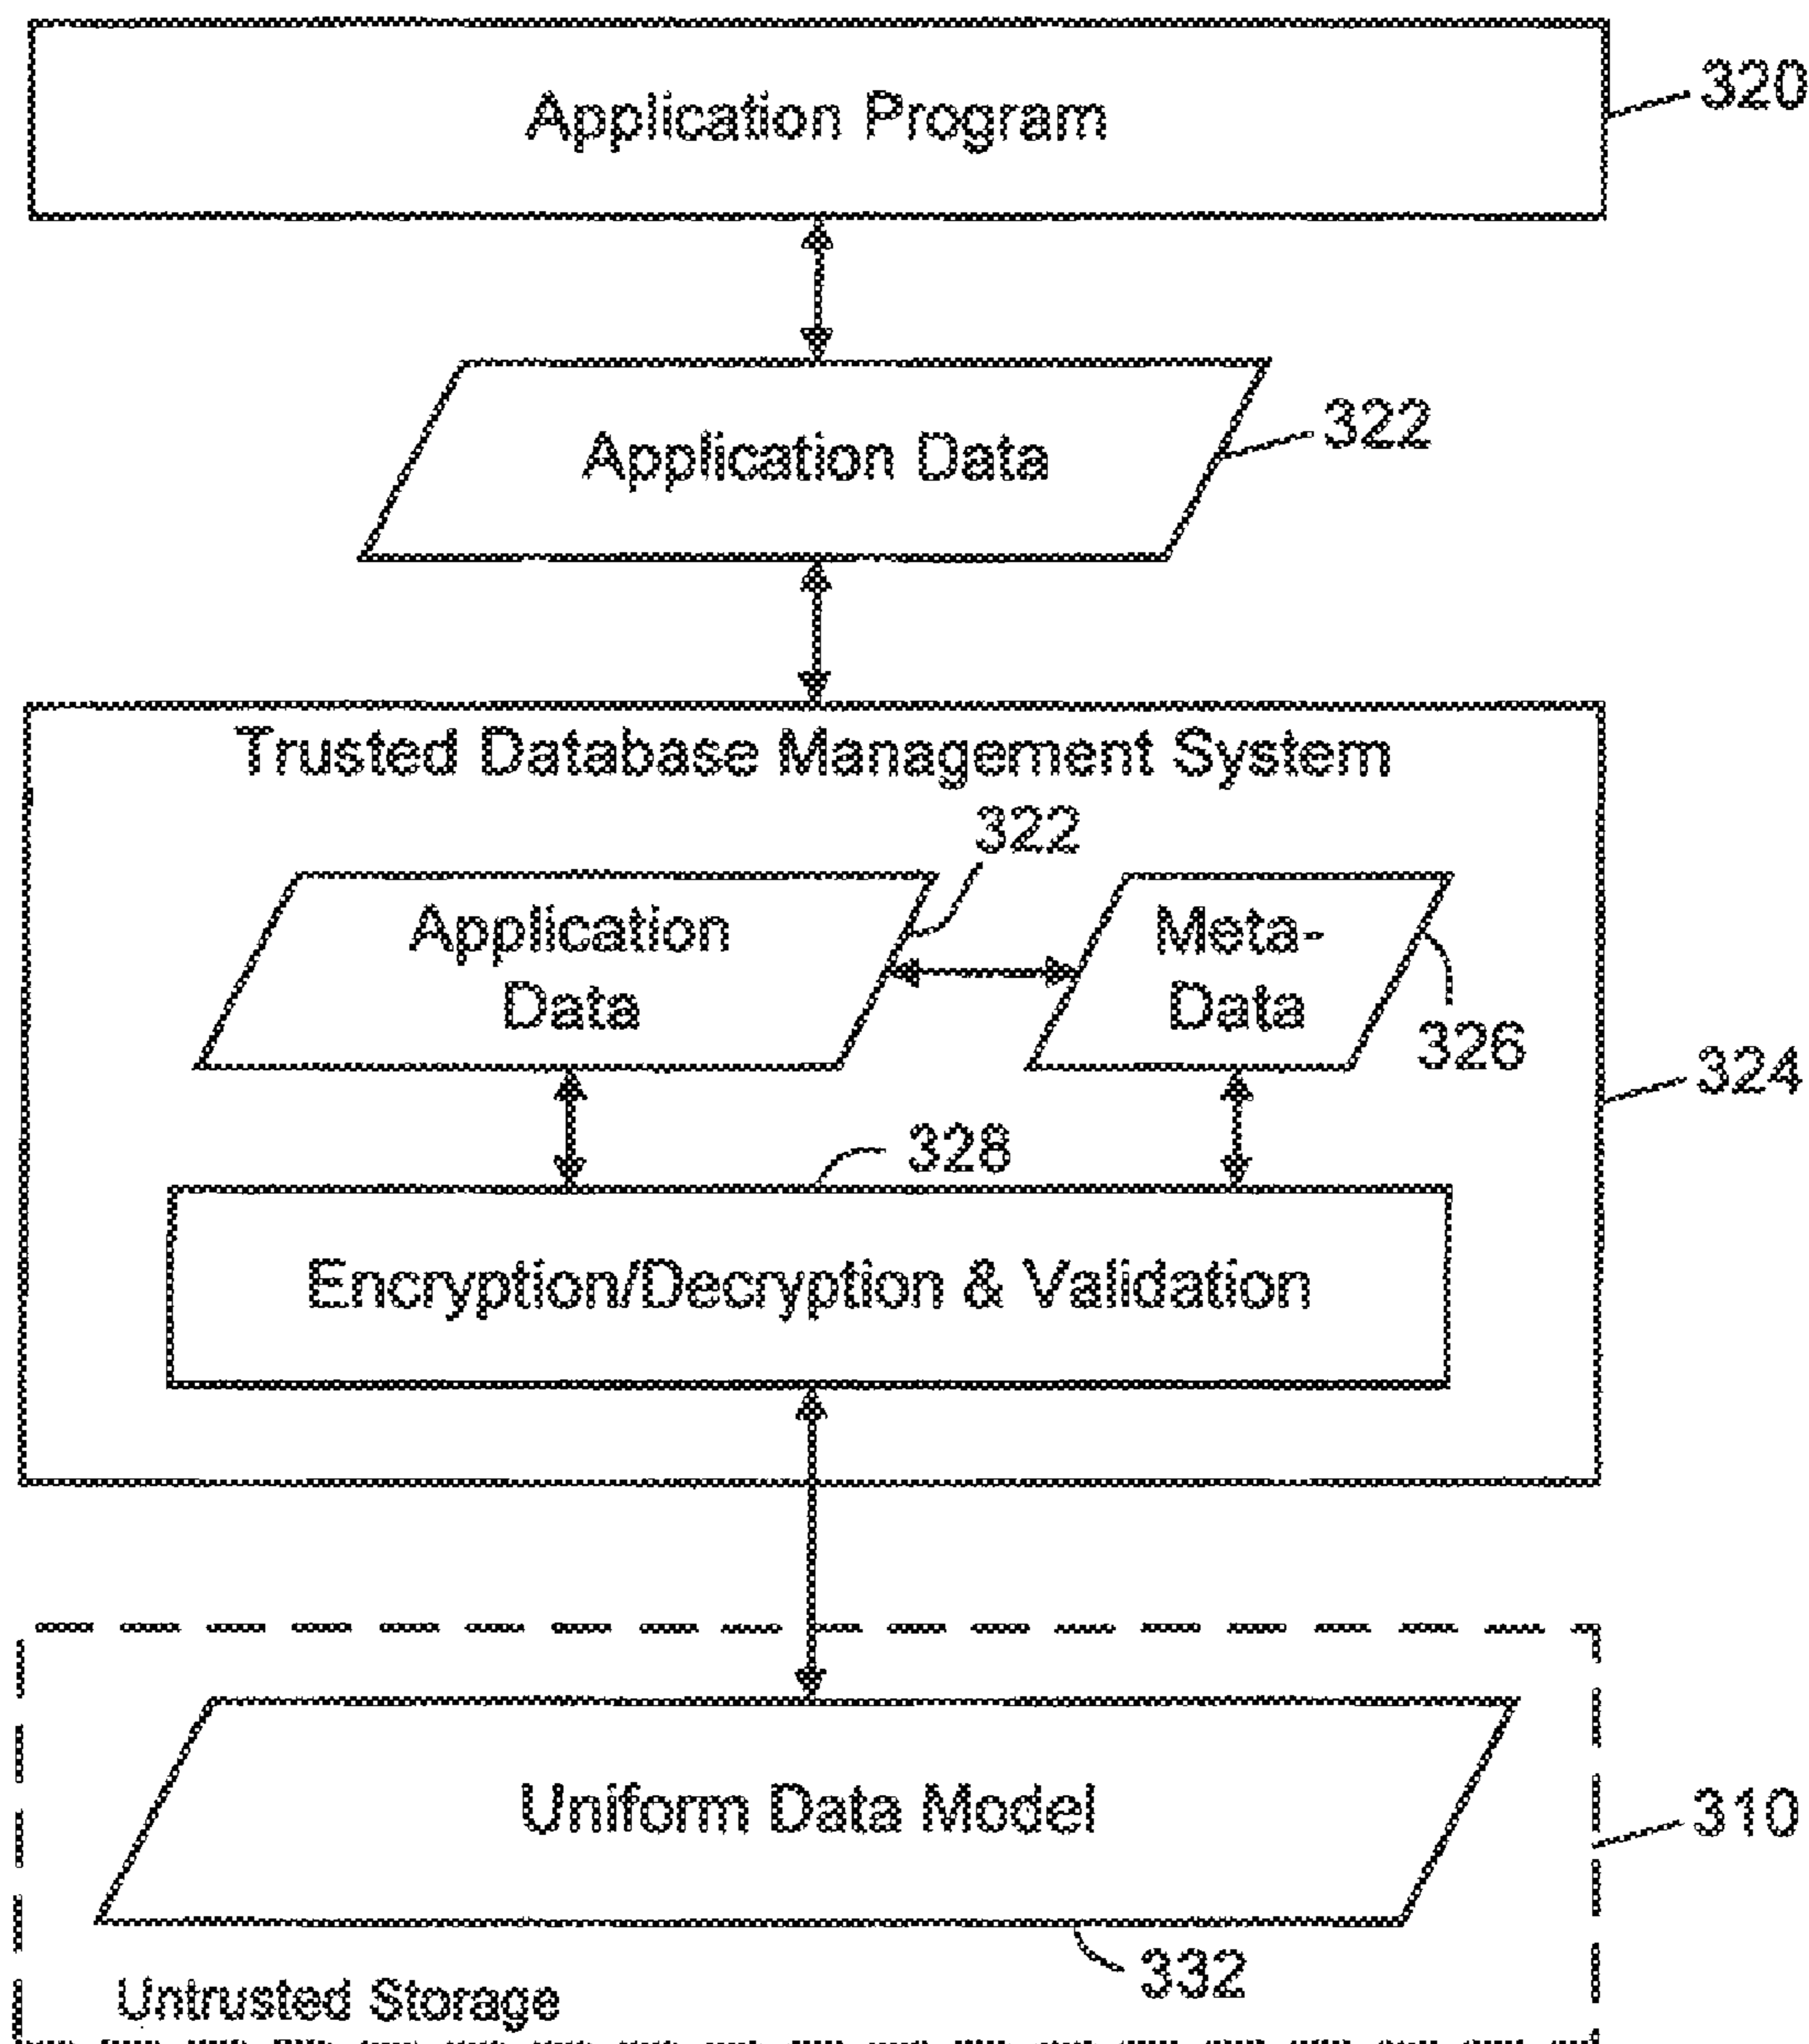 Application Program
320
Application Data
322
Trusted Database Management System
322
Application
Data
Meta-
Data
326
324
328
Encryption/Decryption & Validation
Uniform Data Model
310
332
Untrusted Storage